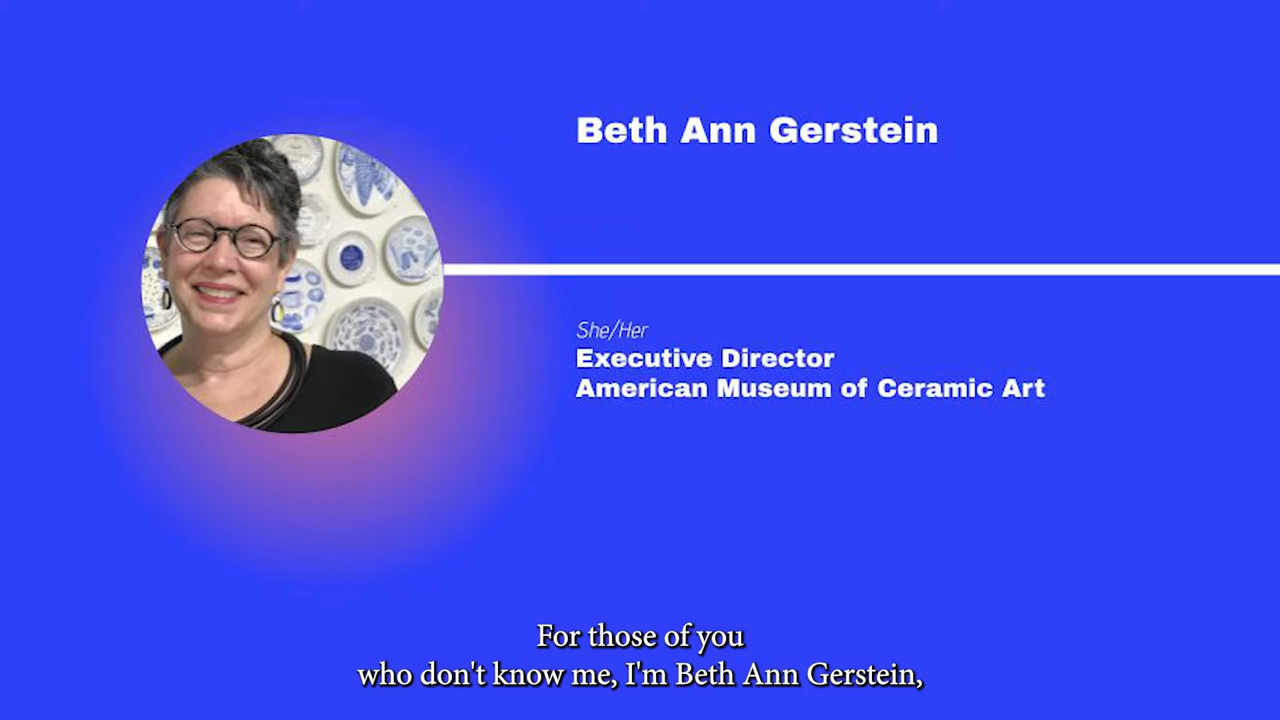 Beth Ann Gerstein
She/Her
Executive Director
American Museum of Ceramic Art
For those of you
who don't know me, I'm Beth Ann Gerstein,